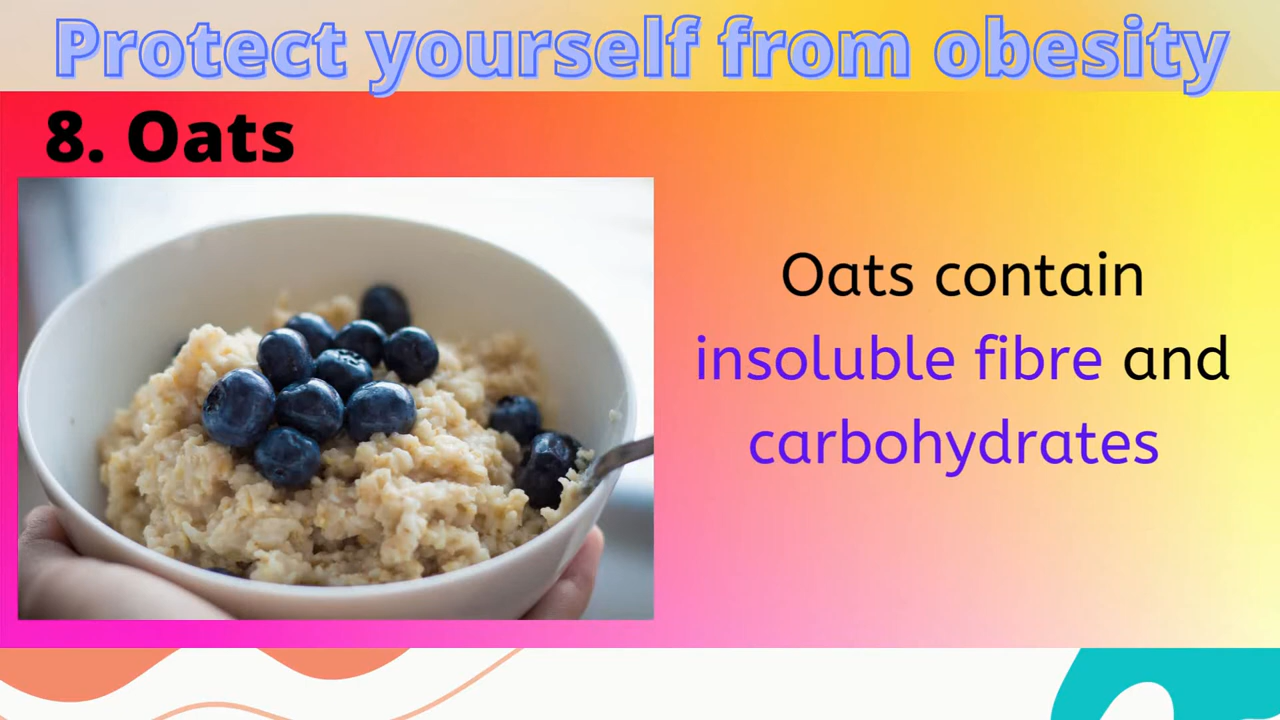 Protect yourself from obesity
8. Oats
Oats contain
insoluble fibre and
carbohydrates